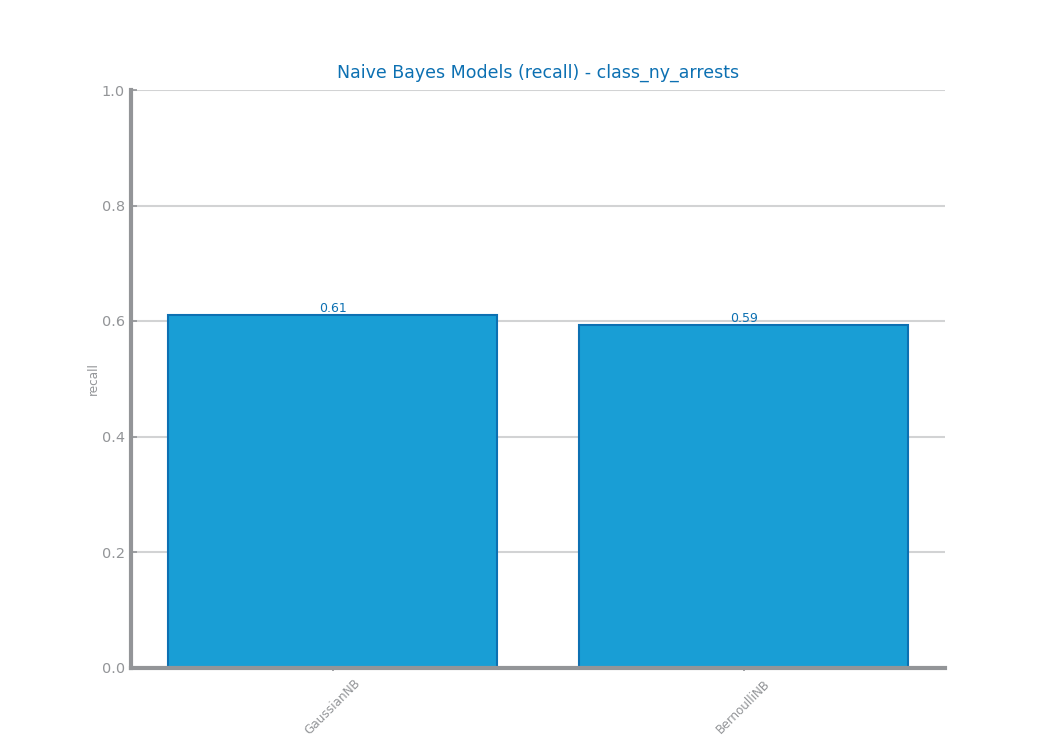 Naive Bayes Models (recall) - class_ny_arrests
1.0
0.8
0.6
0.4
0.2
0.0
recall
0.61
0.59
GaussianNB
BernoulliNB